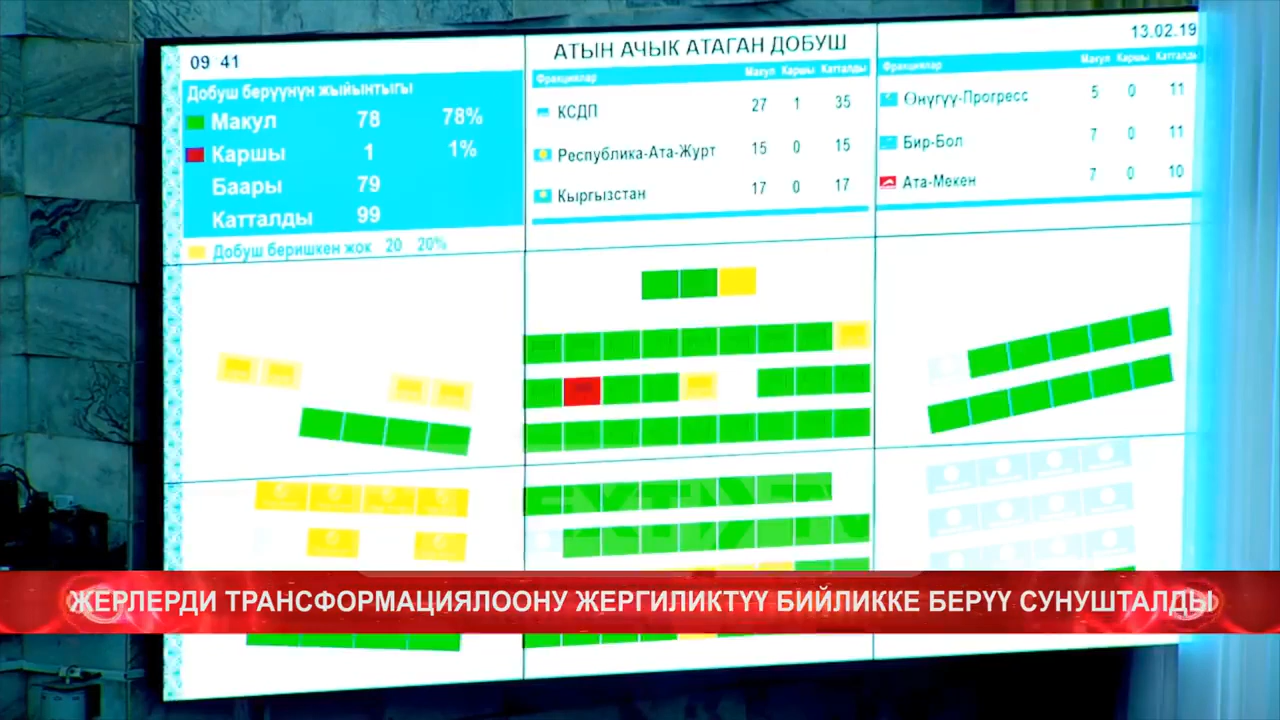 09 41
Добуш берүүнүн жыйынтыгы
Макул 78 78%
Каршы 1 1%
Баары 79
Катталды 99
Добуш беришкен жок 20 20%
АТЫН АЧЫК АТАГАН ДОБУШ
Фракциялар Макул Каршы Катталды
КСДП 27 1 35
Республика-Ата-Журт 15 0 15
Кыргызстан 17 0 17
13.02.19
Фракциялар Макул Каршы Катталды
Өнүгүү-Прогресс 5 0 11
Бир-Бол 7 0 11
Ата-Мекен 7 0 10
ЖЕРЛЕРДИ ТРАНСФОРМАЦИЯЛООНУ ЖЕРГИЛИКТҮҮ БИЙЛИККЕ БЕРҮҮ СУНУШТАЛДЫ